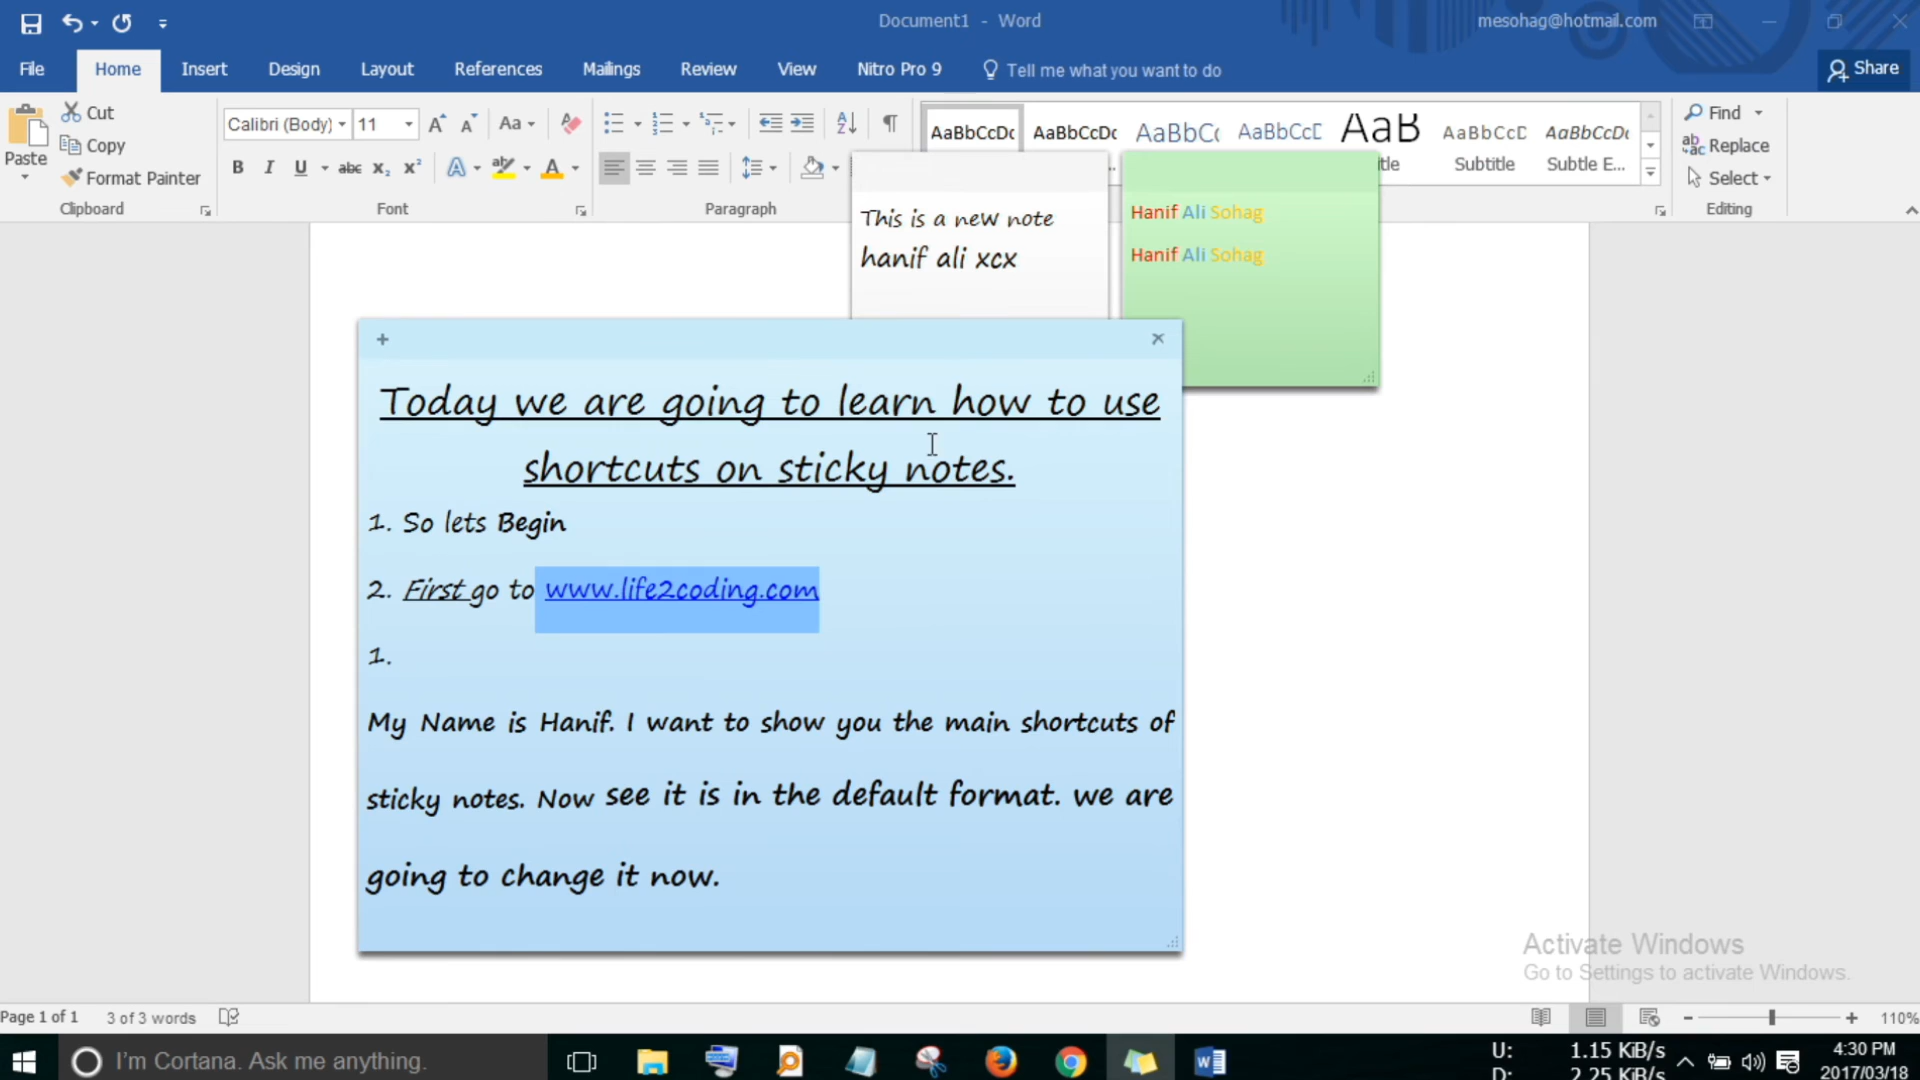 Document1 - Word
mesohag@hotmail.com
File
Home
Insert
Design
Layout
References
Mailings
Review
View
Nitro Pro 9
Tell me what you want to do
Share
Paste
Cut
Copy
Format Painter
Clipboard
Calibri (Body)
11
Aa
B I U abc x₂ x²
A
Font
Paragraph
AaBbCcDc
AaBbCcDc
AaBbC
AaBbCcD
AaB
AaBbCcD
AaBbCcDc
Subtitle
Subtle E...
Find
Replace
Select
Editing
This is a new note
hanif ali xcx
Hanif Ali Sohag
Hanif Ali Sohag
Today we are going to learn how to use
shortcuts on sticky notes.
1. So lets Begin
2. First go to www.life2coding.com
1.
My Name is Hanif. I want to show you the main shortcuts of
sticky notes. Now see it is in the default format. we are
going to change it now.
Activate Windows
Go to Settings to activate Windows.
Page 1 of 1
3 of 3 words
110%
I'm Cortana. Ask me anything.
U: 1.15 KiB/s
D: 2.25 KiB/s
4:30 PM
2017/03/18